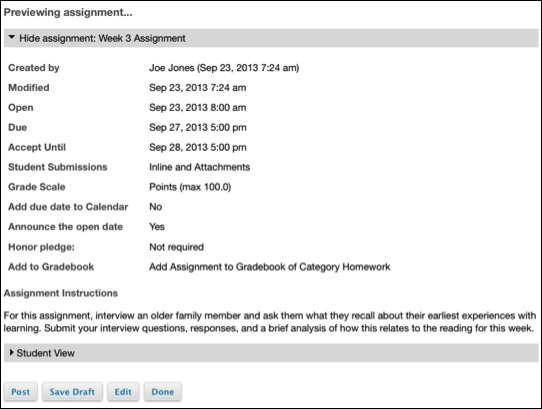 Previewing assignment...
Hide assignment: Week 3 Assignment
Created by Joe Jones (Sep 23, 2013 7:24 am)
Modified Sep 23, 2013 7:24 am
Open Sep 23, 2013 8:00 am
Due Sep 27, 2013 5:00 pm
Accept Until Sep 28, 2013 5:00 pm
Student Submissions Inline and Attachments
Grade Scale Points (max 100.0)
Add due date to Calendar No
Announce the open date Yes
Honor pledge: Not required
Add to Gradebook Add Assignment to Gradebook of Category Homework
Assignment Instructions
For this assignment, interview an older family member and ask them what they recall about their earliest experiences with
learning. Submit your interview questions, responses, and a brief analysis of how this relates to the reading for this week.
Student View
Post Save Draft Edit Done